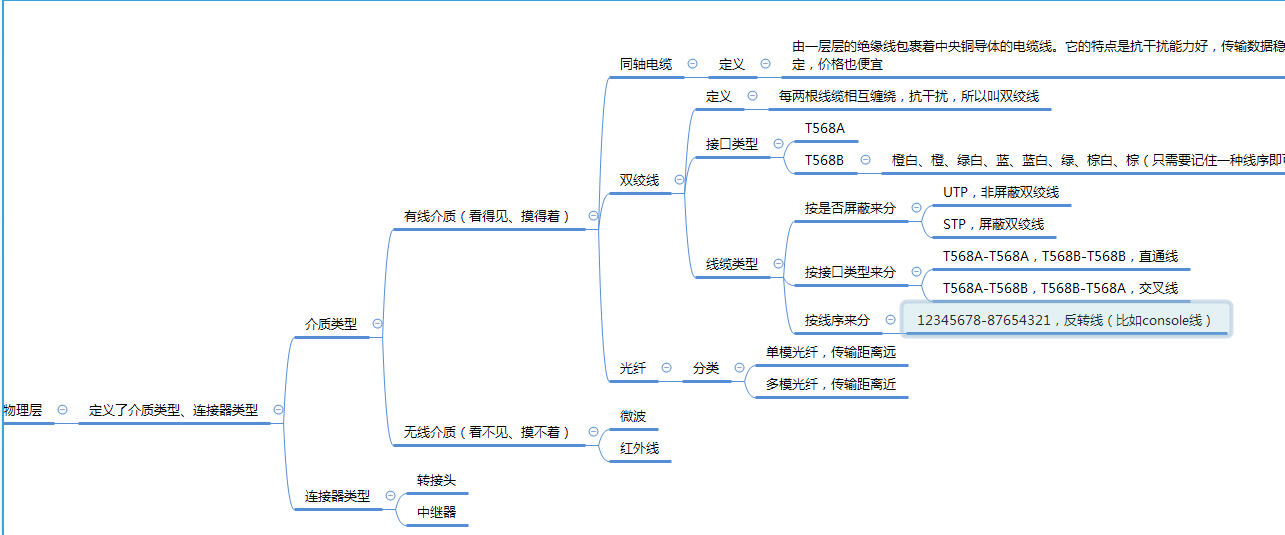 物理层
定义了介质类型、连接器类型
介质类型
有线介质（看得见、摸得着）
同轴电缆
定义
由一层层的绝缘线包裹着中央铜导体的电缆线。它的特点是抗干扰能力好，传输数据稳
定，价格也便宜
双绞线
定义
每两根线缆相互缠绕，抗干扰，所以叫双绞线
接口类型
T568A
T568B
橙白、橙、绿白、蓝、蓝白、绿、棕白、棕（只需要记住一种线序即
线缆类型
按是否屏蔽来分
UTP，非屏蔽双绞线
STP，屏蔽双绞线
按接口类型来分
T568A-T568A，T568B-T568B，直通线
T568A-T568B，T568B-T568A，交叉线
按线序来分
12345678-87654321，反转线（比如console线）
光纤
分类
单模光纤，传输距离远
多模光纤，传输距离近
无线介质（看不见、摸不着）
微波
红外线
连接器类型
转接头
中继器